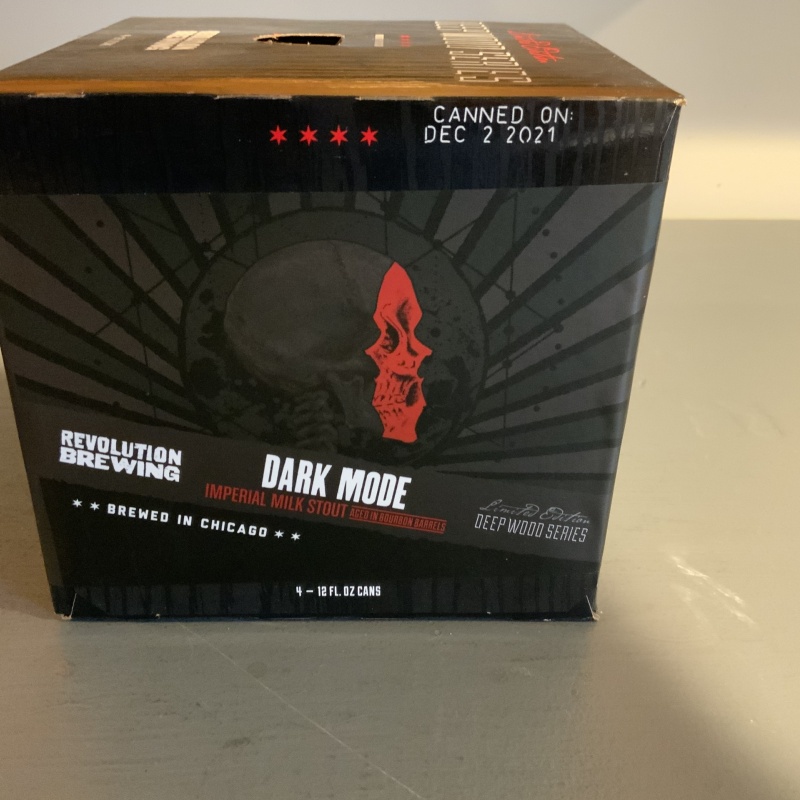 CANNED ON:
DEC 2 2021
REVOLUTION
BREWING
DARK MODE
IMPERIAL MILK STOUT AGED IN BOURBON BARRELS
BREWED IN CHICAGO
Limited Edition
DEEP WOOD SERIES
4 – 12 FL. OZ CANS